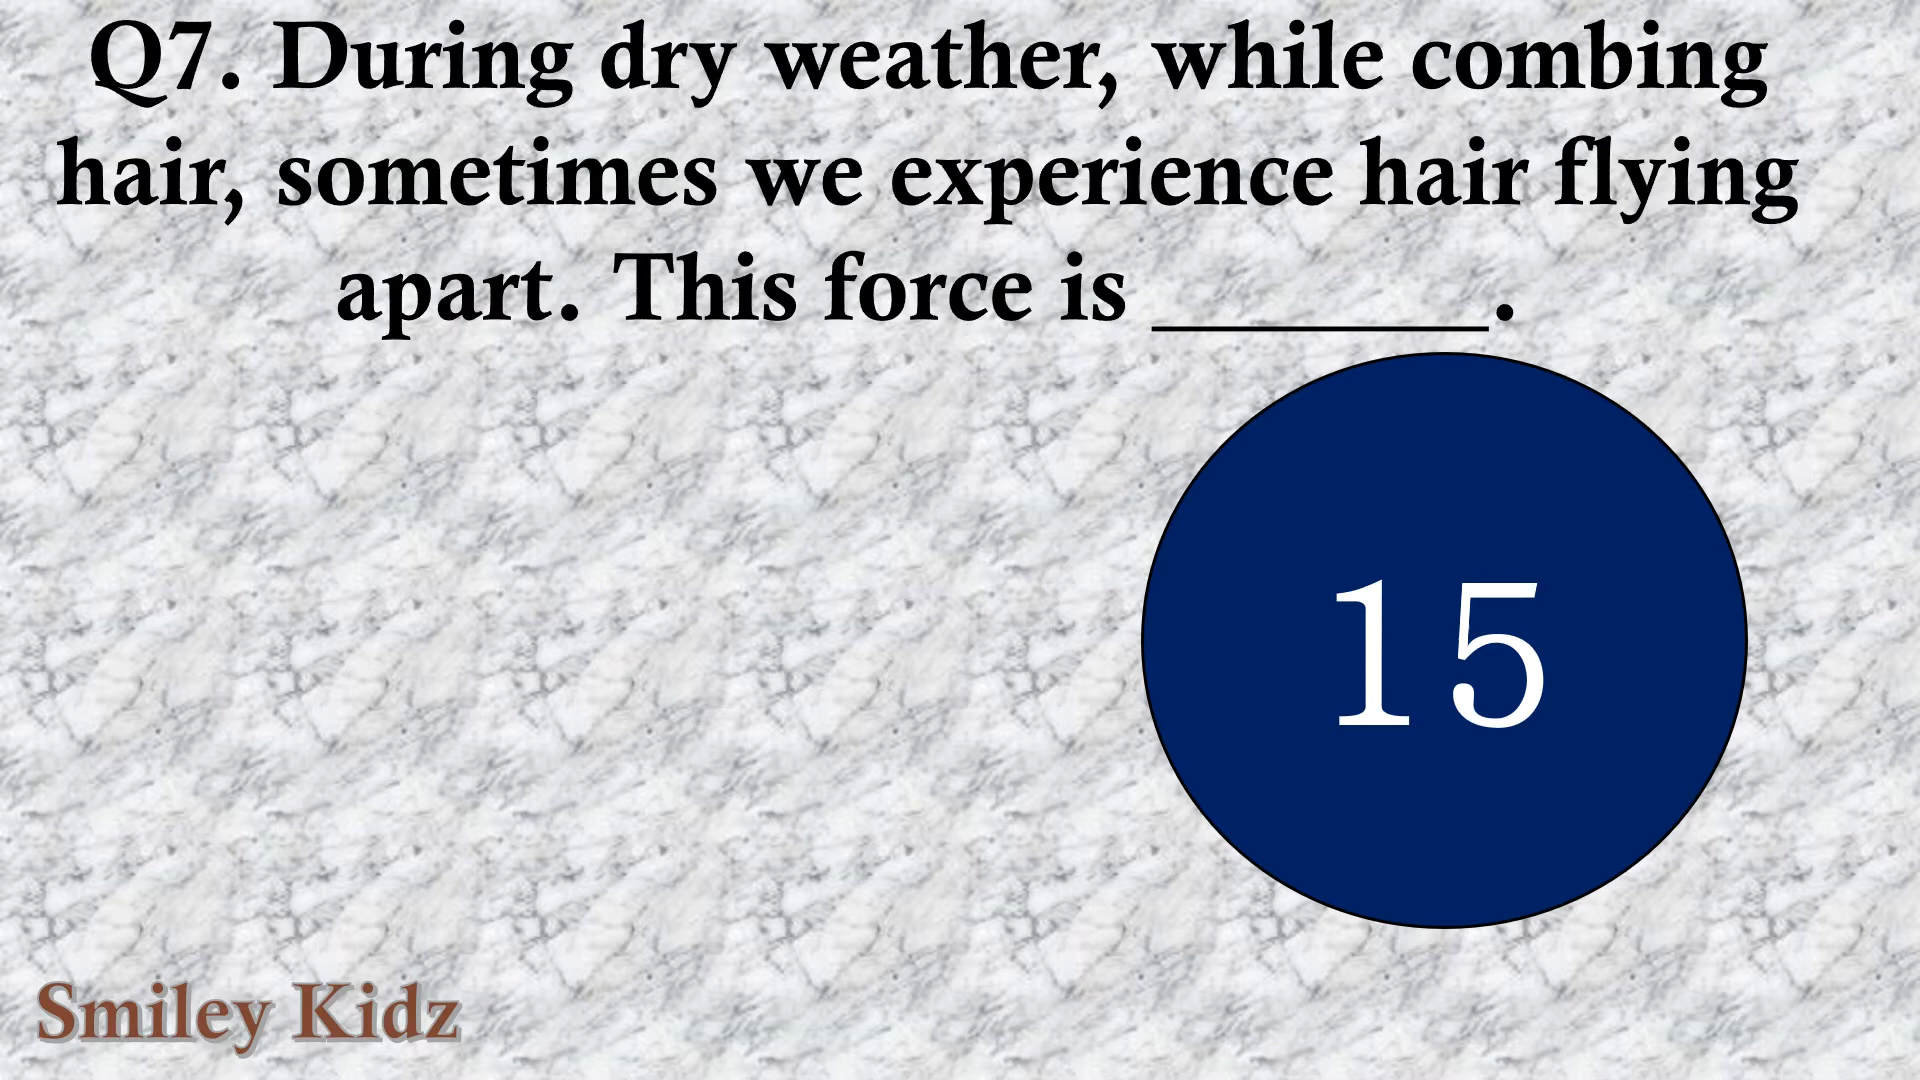 Q7. During dry weather, while combing
hair, sometimes we experience hair flying
apart. This force is ________.
15
Smiley Kidz